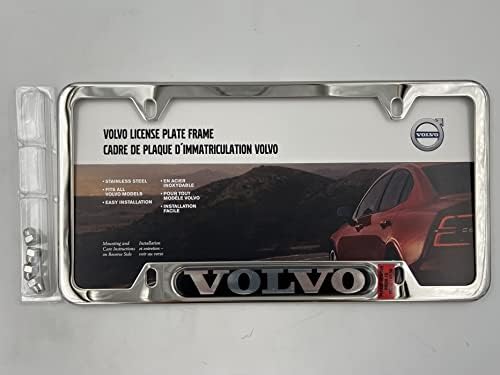 VOLVO LICENSE PLATE FRAME
CADRE DE PLAQUE D'IMMATRICULATION VOLVO
VOLVO
• STAINLESS STEEL
• FITS ALL
VOLVO MODELS
• EASY INSTALLATION
• EN ACIER
INOXYDABLE
• POUR TOUT
MODELE VOLVO
• INSTALLATION
FACILE
Mounting and
Care Instructions
on Reverse Side
Installation
et entretien -
voir au verso
VOLVO